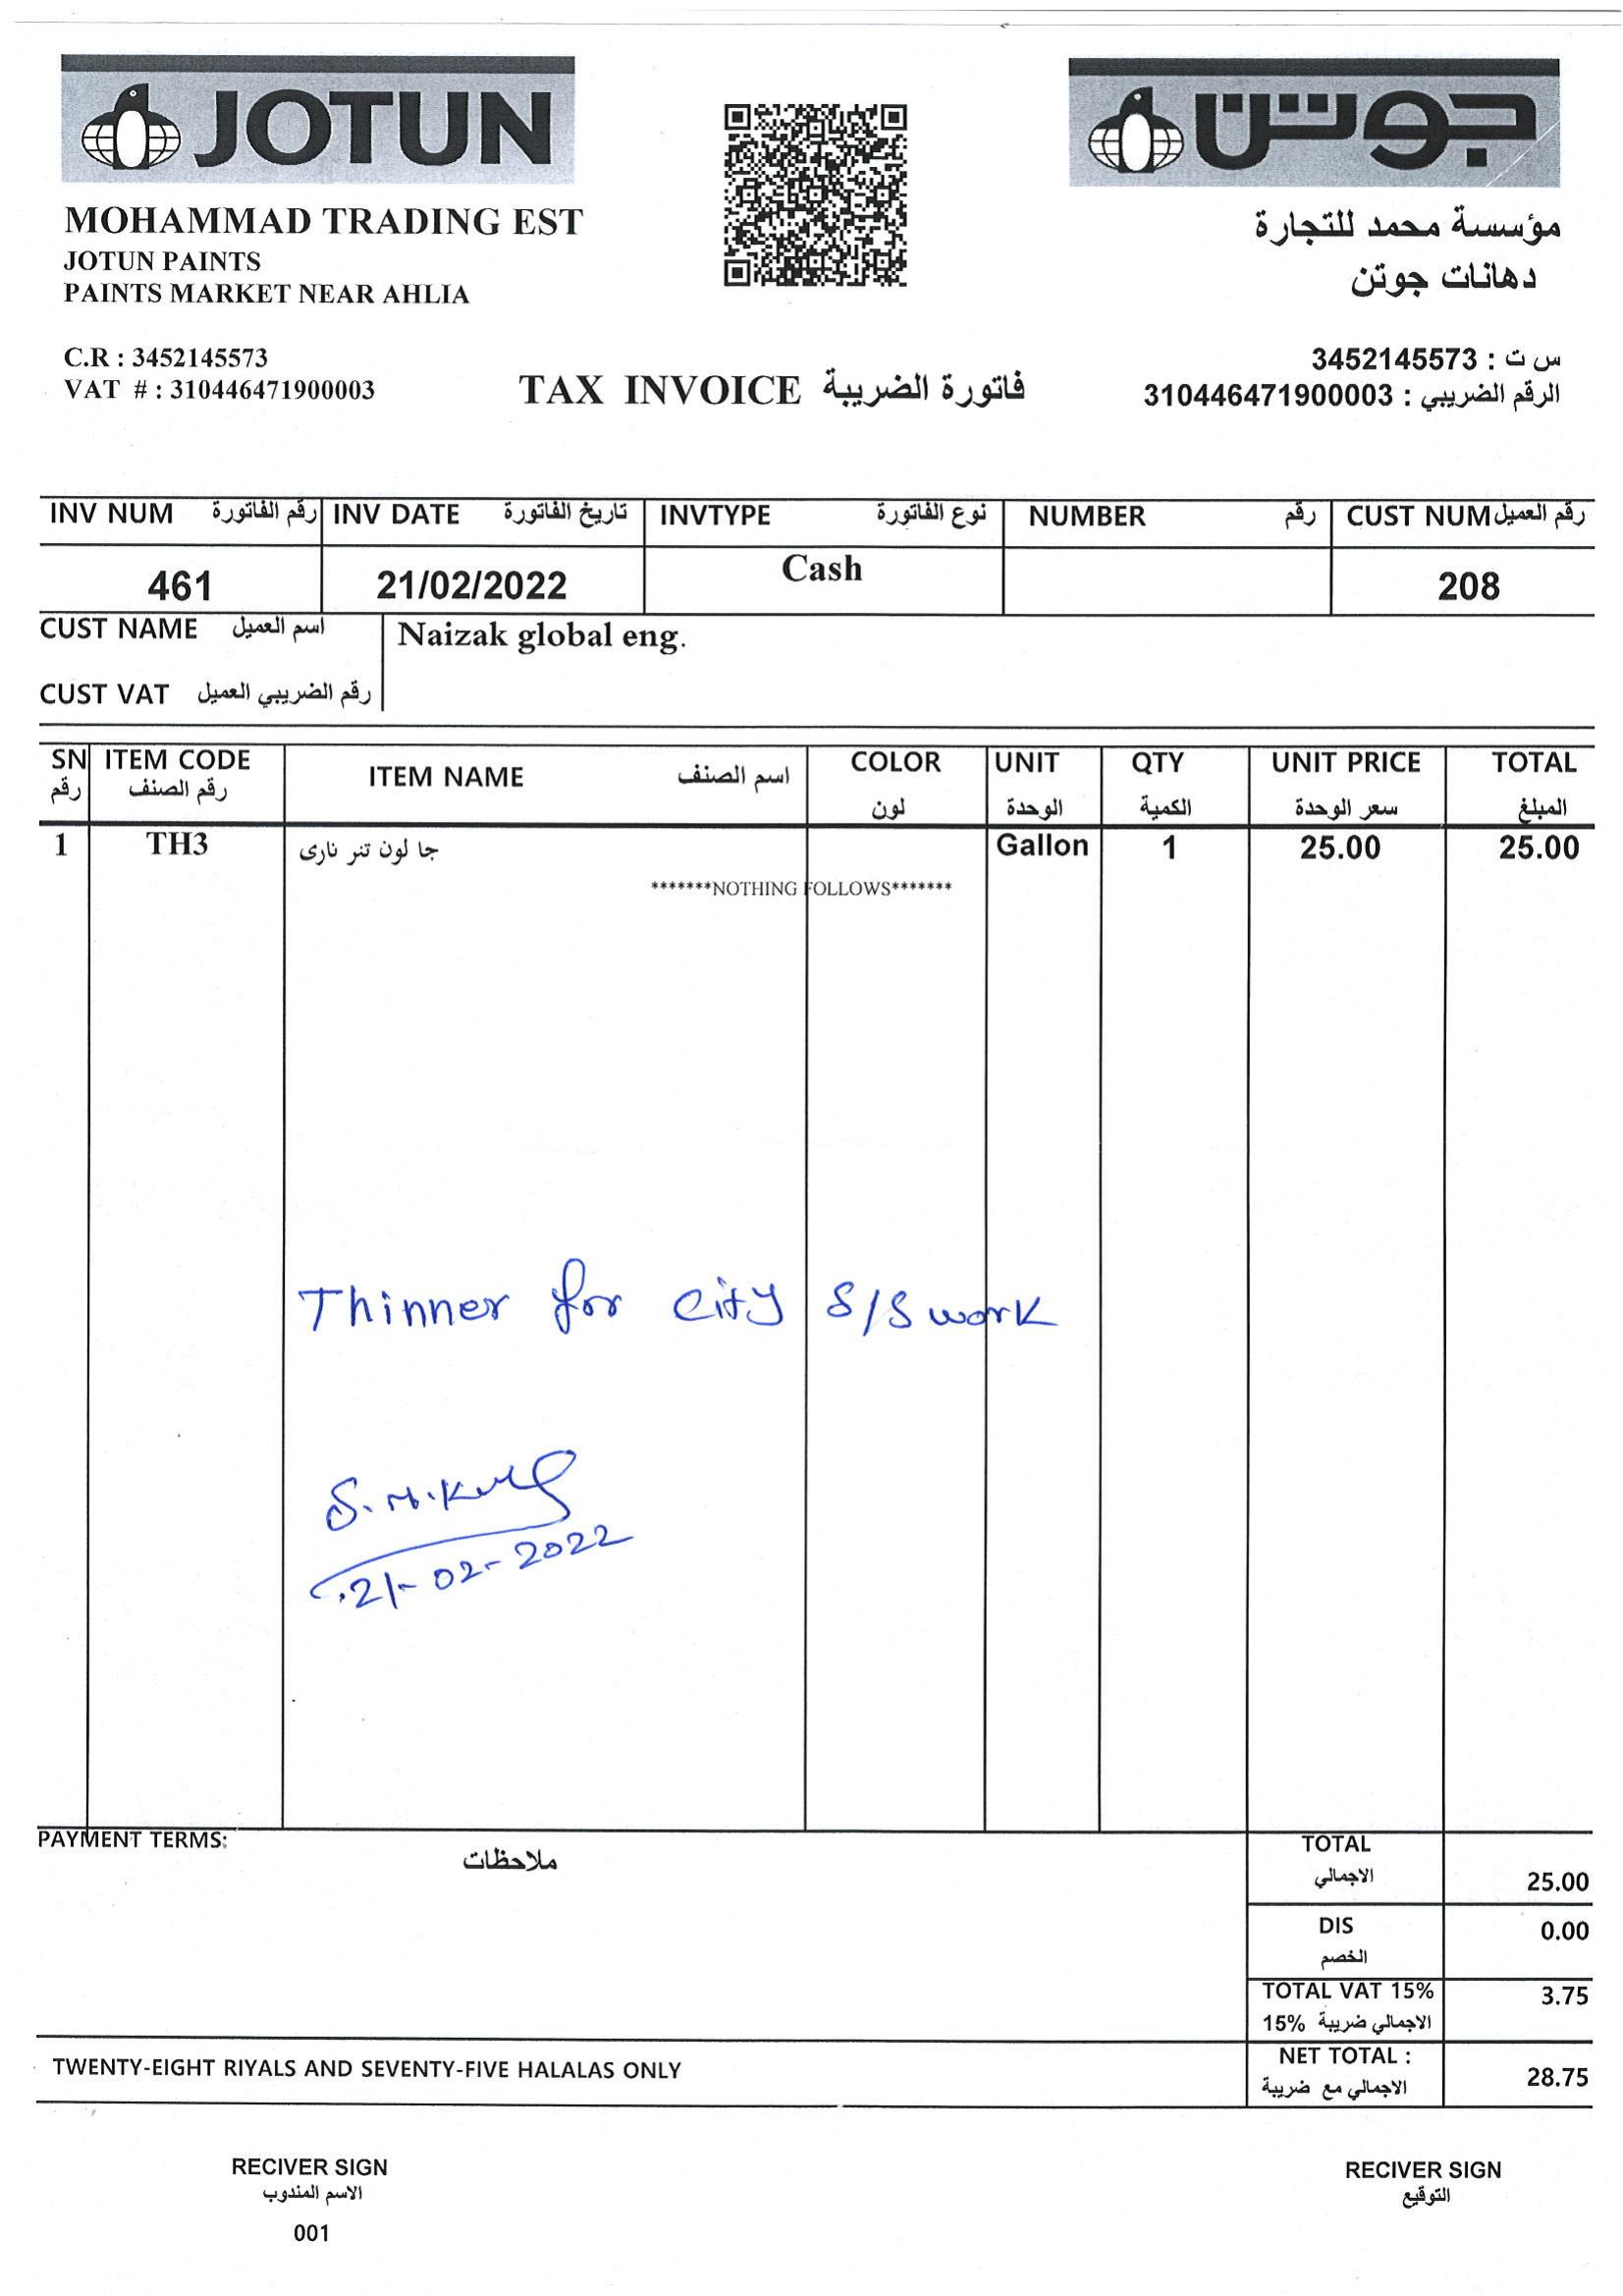 JOTUN
جوتن
MOHAMMAD TRADING EST
JOTUN PAINTS
PAINTS MARKET NEAR AHLIA
مؤسسة محمد للتجارة
دهانات جوتن
C.R : 3452145573
VAT # : 310446471900003
TAX INVOICE فاتورة الضريبة
س ت : 3452145573
الرقم الضريبي : 310446471900003
INV NUM رقم الفاتورة INV DATE تاريخ الفاتورة INVTYPE نوع الفاتورة NUMBER رقم CUST NUM رقم العميل
461 21/02/2022 Cash 208
CUST NAME اسم العميل Naizak global eng.
CUST VAT رقم الضريبي العميل
SN ITEM CODE ITEM NAME اسم الصنف COLOR UNIT QTY UNIT PRICE TOTAL
رقم رقم الصنف لون الوحدة الكمية سعر الوحدة المبلغ
1 TH3 جا لون تنر نارى Gallon 1 25.00 25.00
*******NOTHING FOLLOWS*******
Thinner for City S/S work
21-02-2022
PAYMENT TERMS:
ملاحظات
TOTAL
الاجمالي 25.00
DIS 0.00
الخصم
TOTAL VAT 15% 3.75
الاجمالي ضريبة 15%
TWENTY-EIGHT RIYALS AND SEVENTY-FIVE HALALAS ONLY
NET TOTAL : 28.75
الاجمالي مع ضريبة
RECIVER SIGN
الاسم المندوب
001
RECIVER SIGN
التوقيع